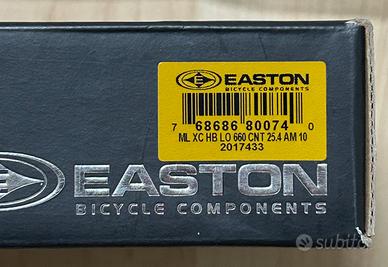 EASTON
BICYCLE COMPONENTS
7 68686 80074 0
ML XC HB LO 660 CNT 25.4 AM 10
2017433
EASTON
BICYCLE COMPONENTS
subito